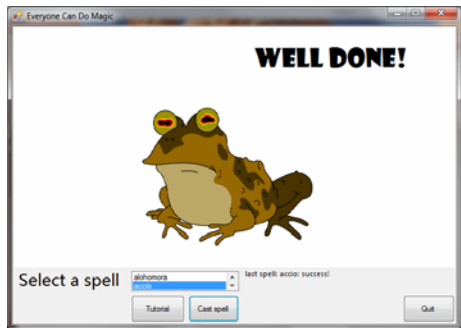 Everyone Can Do Magic
WELL DONE!
Select a spell
alohomora
accio
last spell: accio: success!
Tutorial
Cast spell
Quit